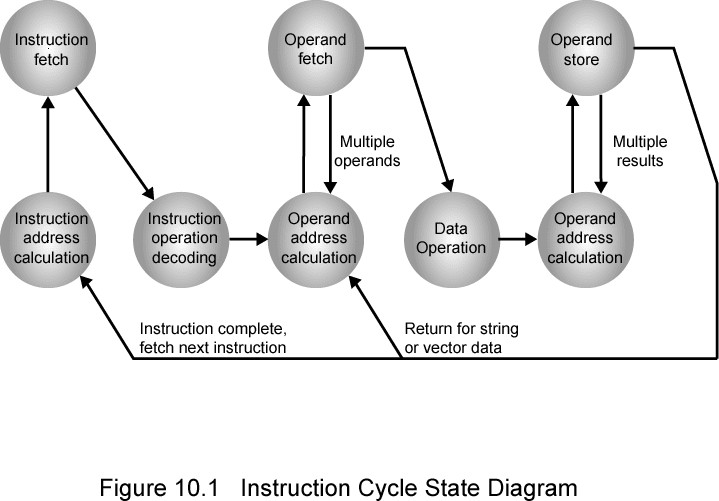 Instruction
fetch
Operand
fetch
Operand
store
Multiple
operands
Multiple
results
Instruction
address
calculation
Instruction
operation
decoding
Operand
address
calculation
Data
Operation
Operand
address
calculation
Instruction complete,
fetch next instruction
Return for string
or vector data
Figure 10.1   Instruction Cycle State Diagram